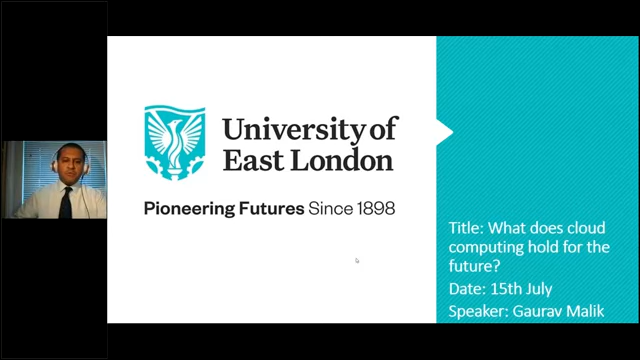 University of
East London
Pioneering Futures Since 1898
Title: What does cloud
computing hold for the
future?
Date: 15th July
Speaker: Gaurav Malik